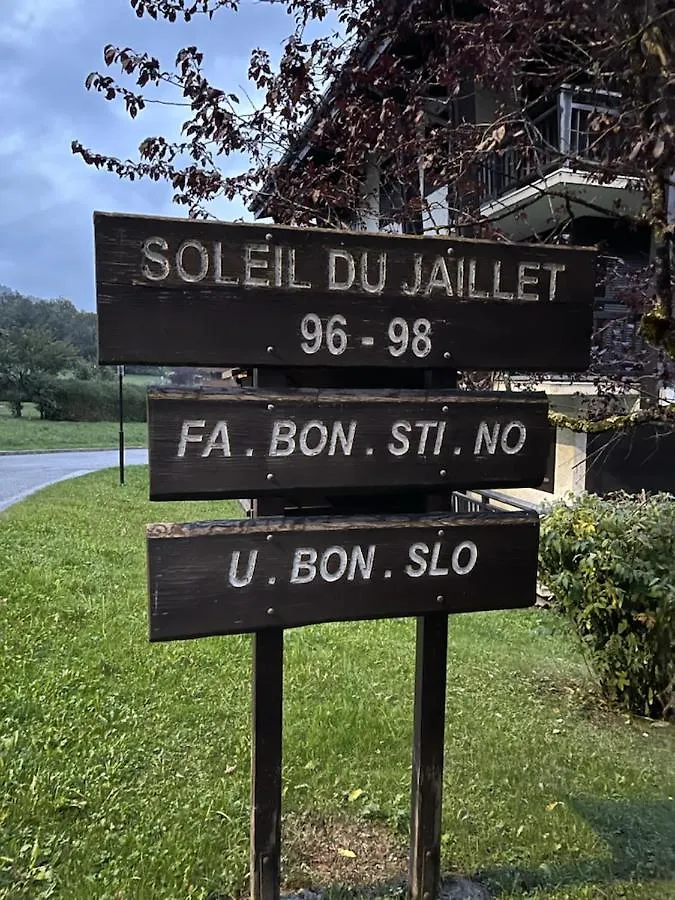 SOLEIL DU JAILLET
96 - 98
FA . BON . STI . NO
U . BON . SLO